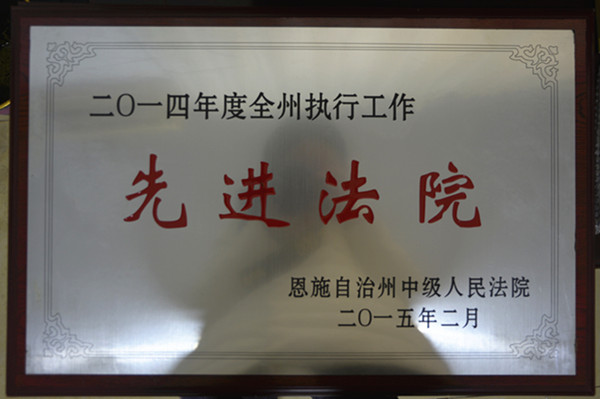 二〇一四年度全州执行工作
先进法院
恩施自治州中级人民法院
二〇一五年二月